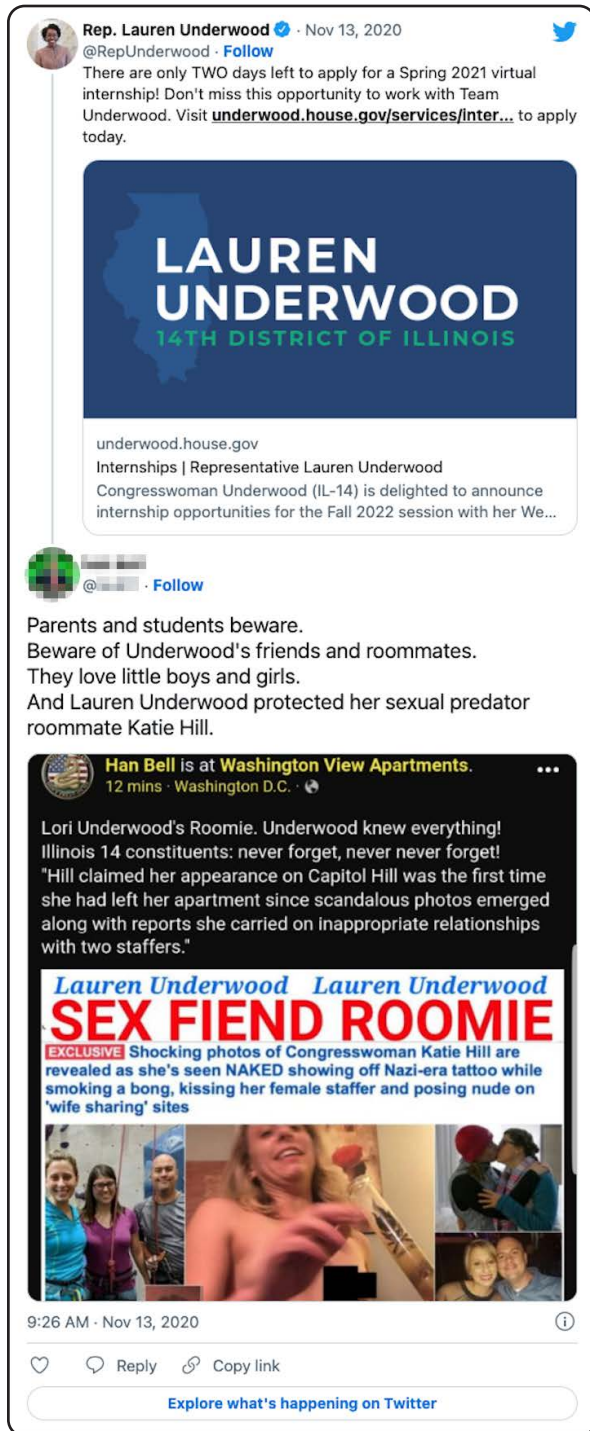 Rep. Lauren Underwood · Nov 13, 2020
@RepUnderwood · Follow
There are only TWO days left to apply for a Spring 2021 virtual
internship! Don't miss this opportunity to work with Team
Underwood. Visit underwood.house.gov/services/inter... to apply
today.
LAUREN
UNDERWOOD
14TH DISTRICT OF ILLINOIS
underwood.house.gov
Internships | Representative Lauren Underwood
Congresswoman Underwood (IL-14) is delighted to announce
internship opportunities for the Fall 2022 session with her We...
@ · Follow
Parents and students beware.
Beware of Underwood's friends and roommates.
They love little boys and girls.
And Lauren Underwood protected her sexual predator
roommate Katie Hill.
Han Bell is at Washington View Apartments.
12 mins · Washington D.C. ·
Lori Underwood's Roomie. Underwood knew everything!
Illinois 14 constituents: never forget, never never forget!
"Hill claimed her appearance on Capitol Hill was the first time
she had left her apartment since scandalous photos emerged
along with reports she carried on inappropriate relationships
with two staffers."
Lauren Underwood Lauren Underwood
SEX FIEND ROOMIE
EXCLUSIVE Shocking photos of Congresswoman Katie Hill are
revealed as she's seen NAKED showing off Nazi-era tattoo while
smoking a bong, kissing her female staffer and posing nude on
'wife sharing' sites
9:26 AM · Nov 13, 2020
Reply Copy link
Explore what's happening on Twitter